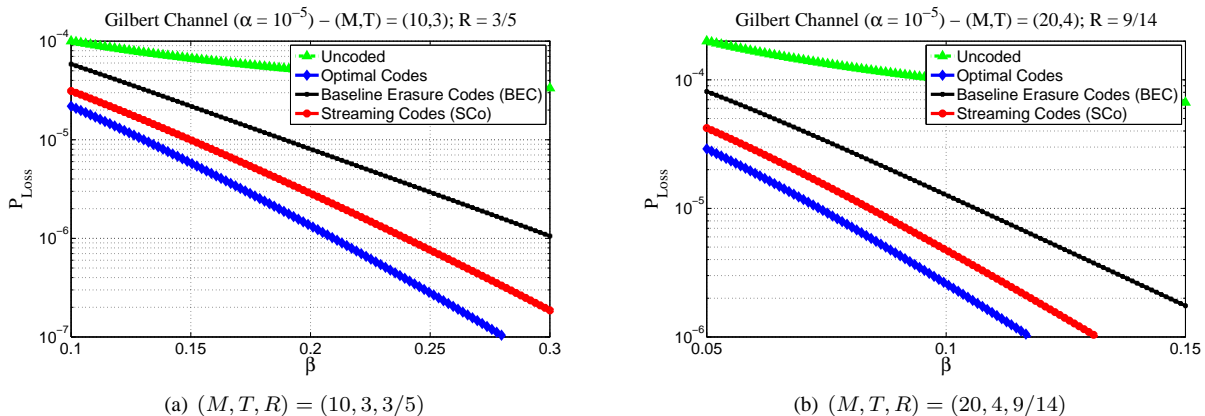 Gilbert Channel (α = 10⁻⁵) – (M,T) = (10,3); R = 3/5
10⁻⁴
10⁻⁵
10⁻⁶
10⁻⁷
P_Loss
Uncoded
Optimal Codes
Baseline Erasure Codes (BEC)
Streaming Codes (SCo)
0.1
0.15
0.2
0.25
0.3
β
(a) (M, T, R) = (10, 3, 3/5)
Gilbert Channel (α = 10⁻⁵) – (M,T) = (20,4); R = 9/14
10⁻⁴
10⁻⁵
10⁻⁶
P_Loss
Uncoded
Optimal Codes
Baseline Erasure Codes (BEC)
Streaming Codes (SCo)
0.05
0.1
0.15
β
(b) (M, T, R) = (20, 4, 9/14)